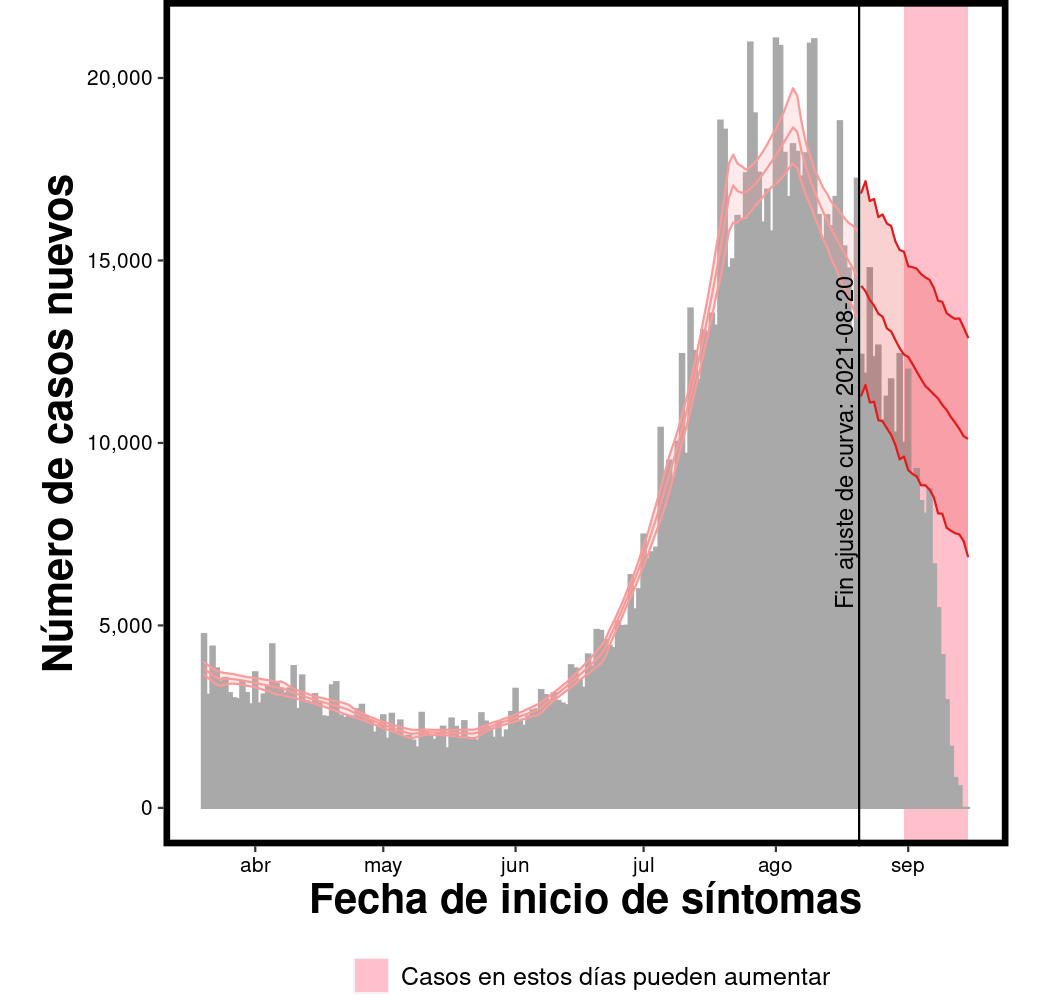 Número de casos nuevos
20,000
15,000
10,000
5,000
0
Fin ajuste de curva: 2021-08-20
abr
may
jun
jul
ago
sep
Fecha de inicio de síntomas
Casos en estos días pueden aumentar